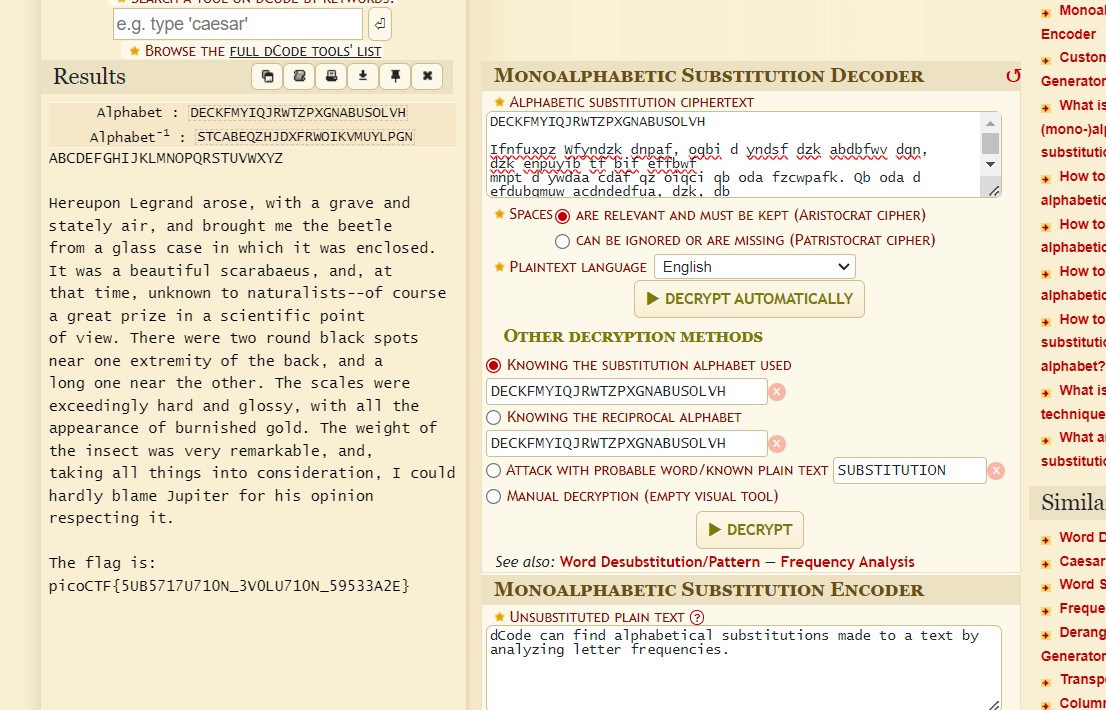 SEARCH A TOOL ON DCODE BY KEYWORDS:
e.g. type 'caesar'
BROWSE THE FULL DCODE TOOLS' LIST
Results
Alphabet : DECKFMYIQJRWTZPXGNABUSOLVH
Alphabet⁻¹ : STCABEQZHJDXFRWOIKVMUYLPGN
ABCDEFGHIJKLMNOPQRSTUVWXYZ
Hereupon Legrand arose, with a grave and
stately air, and brought me the beetle
from a glass case in which it was enclosed.
It was a beautiful scarabaeus, and, at
that time, unknown to naturalists--of course
a great prize in a scientific point
of view. There were two round black spots
near one extremity of the back, and a
long one near the other. The scales were
exceedingly hard and glossy, with all the
appearance of burnished gold. The weight of
the insect was very remarkable, and,
taking all things into consideration, I could
hardly blame Jupiter for his opinion
respecting it.
The flag is:
picoCTF{5UB5717U710N_3V0LU710N_59533A2E}
MONOALPHABETIC SUBSTITUTION DECODER
ALPHABETIC SUBSTITUTION CIPHERTEXT
DECKFMYIQJRWTZPXGNABUSOLVH
Ifnfuxpz Wfyndzk dnpaf, oqbi d yndsf dzk abdbfwv dqn,
dzk enpuyib tf bif effbwf
mnpt d ywdaa cdaf qz oiqci qb oda fzcwpafk. Qb oda d
efdubqmuw acdndedfua, dzk, db
SPACES ARE RELEVANT AND MUST BE KEPT (ARISTOCRAT CIPHER)
CAN BE IGNORED OR ARE MISSING (PATRISTOCRAT CIPHER)
PLAINTEXT LANGUAGE English
DECRYPT AUTOMATICALLY
OTHER DECRYPTION METHODS
KNOWING THE SUBSTITUTION ALPHABET USED
DECKFMYIQJRWTZPXGNABUSOLVH
KNOWING THE RECIPROCAL ALPHABET
DECKFMYIQJRWTZPXGNABUSOLVH
ATTACK WITH PROBABLE WORD/KNOWN PLAIN TEXT SUBSTITUTION
MANUAL DECRYPTION (EMPTY VISUAL TOOL)
DECRYPT
See also: Word Desubstitution/Pattern — Frequency Analysis
MONOALPHABETIC SUBSTITUTION ENCODER
UNSUBSTITUTED PLAIN TEXT ?
dCode can find alphabetical substitutions made to a text by
analyzing letter frequencies.
Monoal
Encoder
Custom
Generator
What is
(mono-)alp
substitutio
How to
alphabetic
How to
alphabetic
How to
alphabetic
How to
substitutio
alphabet?
What is
technique
What a
substitutio
Simila
Word D
Caesar
Word S
Freque
Derang
Generator
Transpo
Column